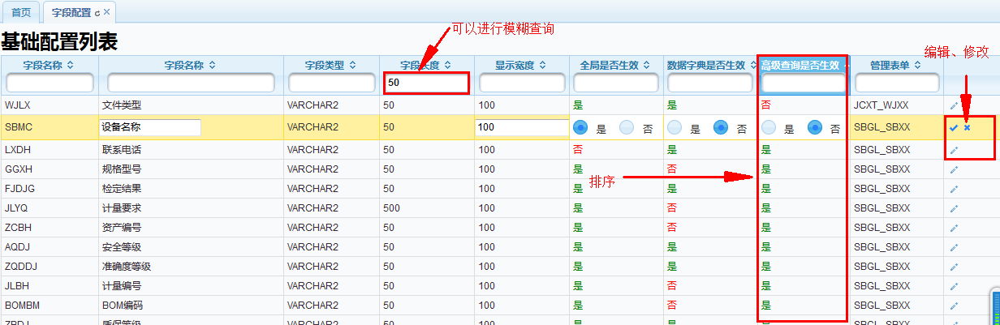 首页 字段配置
可以进行模糊查询
基础配置列表
编辑、修改
字段名称 字段名称 字段类型 字段长度 显示宽度 全局是否生效 数据字典是否生效 高级查询是否生效 管理表单
50
WJLX 文件类型 VARCHAR2 50 100 是 是 否 JCXT_WJXX
SBMC 设备名称 VARCHAR2 50 100 是 否 是 否 是 否 SBGL_SBXX
LXDH 联系电话 VARCHAR2 50 100 否 是 是 SBGL_SBXX
GGXH 规格型号 VARCHAR2 50 100 是 否 是 SBGL_SBXX
排序
FJDJG 检定结果 VARCHAR2 50 100 是 是 是 SBGL_SBXX
JLYQ 计量要求 VARCHAR2 500 100 是 否 是 SBGL_SBXX
ZCBH 资产编号 VARCHAR2 50 100 是 否 是 SBGL_SBXX
AQDJ 安全等级 VARCHAR2 50 100 是 是 是 SBGL_SBXX
ZQDDJ 准确度等级 VARCHAR2 50 100 是 是 是 SBGL_SBXX
JLBH 计量编号 VARCHAR2 50 100 是 否 是 SBGL_SBXX
BOMBM BOM编码 VARCHAR2 50 100 是 否 是 SBGL_SBXX
ZBDJ 质保等级 VARCHAR2 50 100 是 是 是 SBGL_SBXX